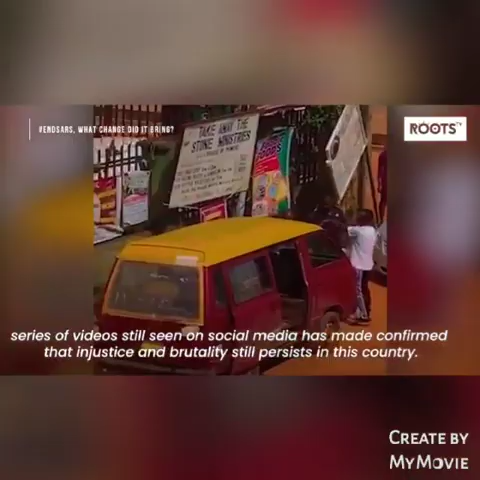 #ENDSARS, WHAT CHANGE DID IT BRING?
ROOTS TV
TAKE AWAY THE
STONE MINISTRIES
series of videos still seen on social media has made confirmed
that injustice and brutality still persists in this country.
CREATE BY
MYMOVIE